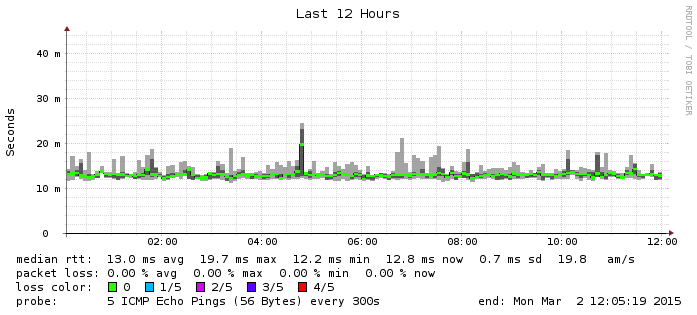 Last 12 Hours
RRDTOOL / TOBI OETIKER
40 m
30 m
20 m
10 m
0
Seconds
02:00 04:00 06:00 08:00 10:00 12:00
median rtt: 13.0 ms avg 19.7 ms max 12.2 ms min 12.8 ms now 0.7 ms sd 19.8 am/s
packet loss: 0.00 % avg 0.00 % max 0.00 % min 0.00 % now
loss color: 0 1/5 2/5 3/5 4/5
probe: 5 ICMP Echo Pings (56 Bytes) every 300s end: Mon Mar 2 12:05:19 2015